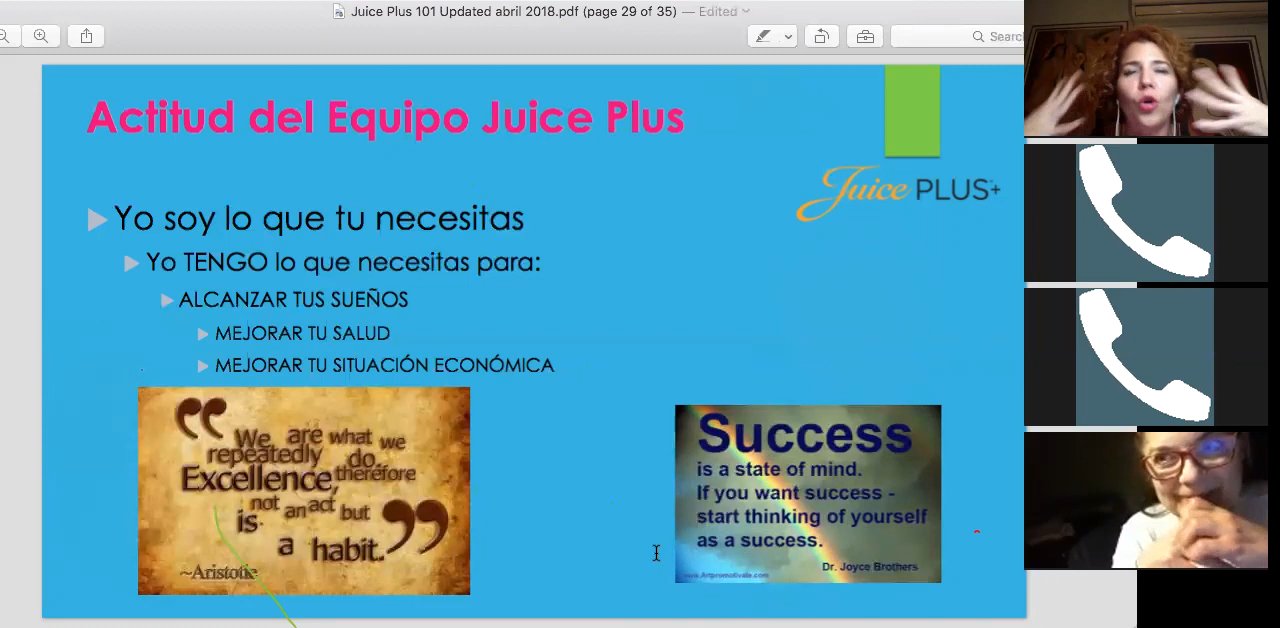 Juice Plus 101 Updated abril 2018.pdf (page 29 of 35) — Edited
Search
Actitud del Equipo Juice Plus
Juice PLUS+
Yo soy lo que tu necesitas
Yo TENGO lo que necesitas para:
ALCANZAR TUS SUEÑOS
MEJORAR TU SALUD
MEJORAR TU SITUACIÓN ECONÓMICA
“We are what we
repeatedly do.
Excellence, therefore
is not an act but
a habit.”
~Aristotle
Success
is a state of mind.
If you want success -
start thinking of yourself
as a success.
Dr. Joyce Brothers